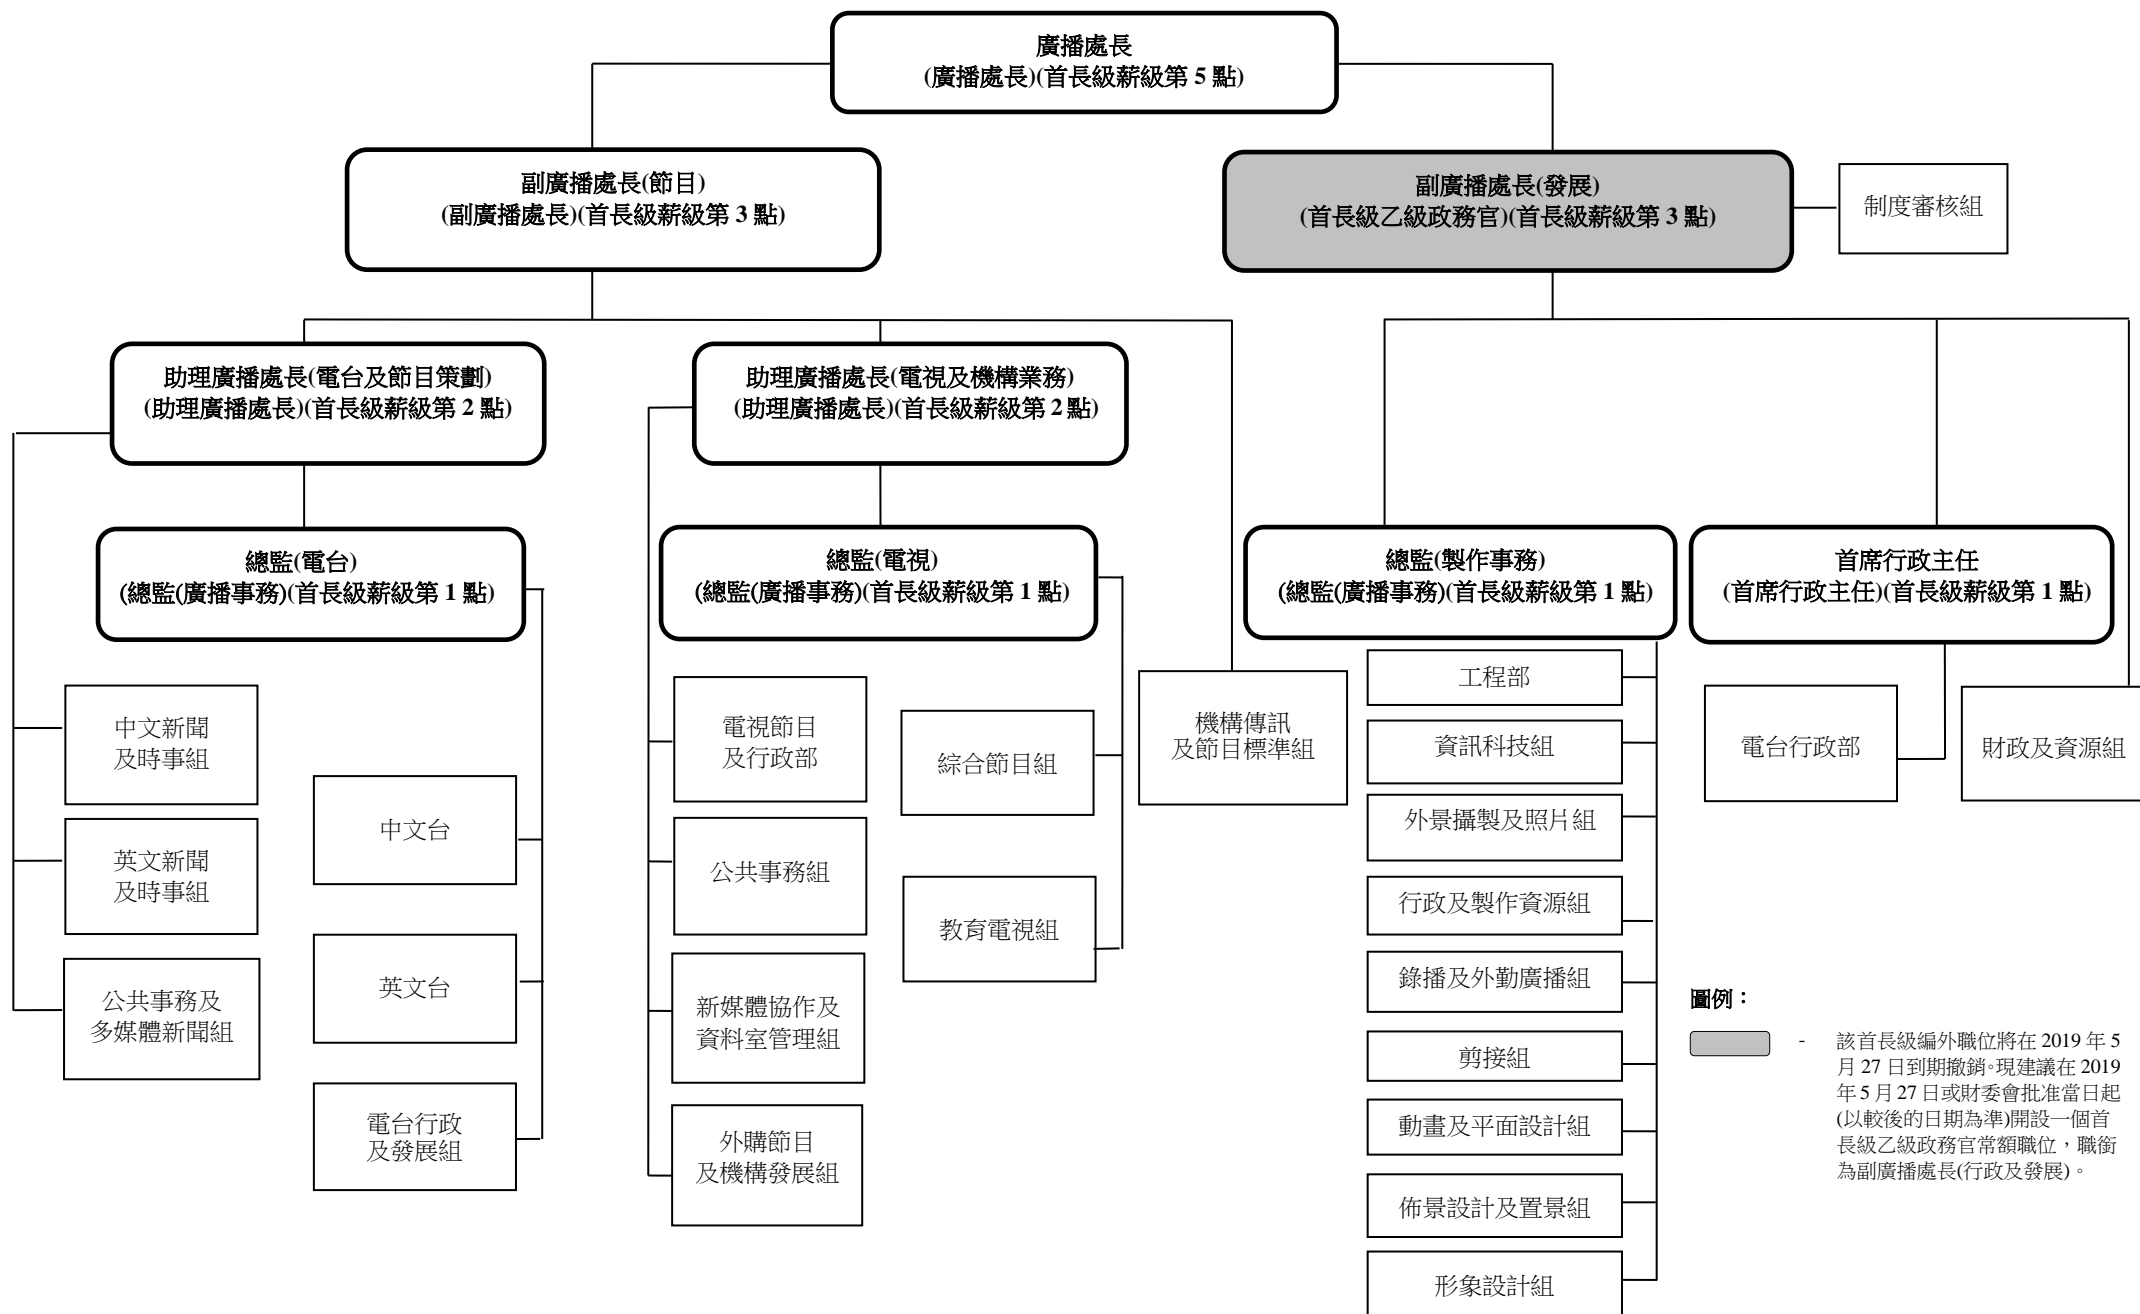 廣播處長
(廣播處長)(首長級薪級第 5 點)
副廣播處長(節目)
(副廣播處長)(首長級薪級第 3 點)
副廣播處長(發展)
(首長級乙級政務官)(首長級薪級第 3 點)
制度審核組
助理廣播處長(電台及節目策劃)
(助理廣播處長)(首長級薪級第 2 點)
助理廣播處長(電視及機構業務)
(助理廣播處長)(首長級薪級第 2 點)
總監(電台)
(總監(廣播事務)(首長級薪級第 1 點)
總監(電視)
(總監(廣播事務)(首長級薪級第 1 點)
總監(製作事務)
(總監(廣播事務)(首長級薪級第 1 點)
首席行政主任
(首席行政主任)(首長級薪級第 1 點)
中文新聞
及時事組
英文新聞
及時事組
公共事務及
多媒體新聞組
中文台
英文台
電台行政
及發展組
電視節目
及行政部
公共事務組
新媒體協作及
資料室管理組
外購節目
及機構發展組
綜合節目組
教育電視組
機構傳訊
及節目標準組
工程部
資訊科技組
外景攝製及照片組
行政及製作資源組
錄播及外勤廣播組
剪接組
動畫及平面設計組
佈景設計及置景組
形象設計組
電台行政部
財政及資源組
圖例：
- 該首長級編外職位將在 2019 年 5
月 27 日到期撤銷。現建議在 2019
年 5 月 27 日或財委會批准當日起
(以較後的日期為準)開設一個首
長級乙級政務官常額職位，職銜
為副廣播處長(行政及發展)。